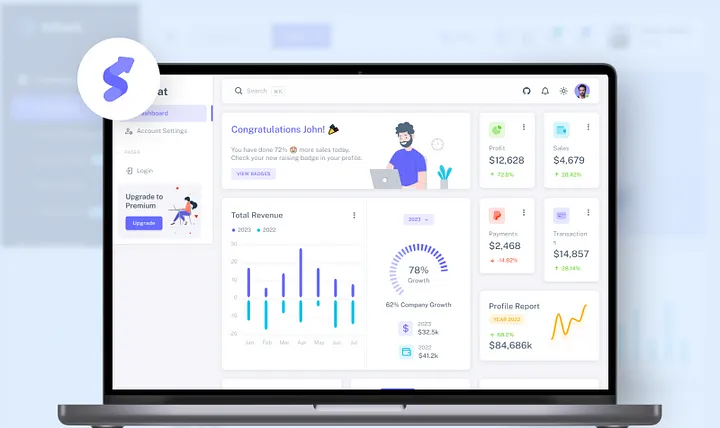 at
Dashboard
Account Settings
PAGES
Login
Upgrade to
Premium
Upgrade
Search
⌘K
Congratulations John! 🎉
You have done 72% 🤩 more sales today.
Check your new raising badge in your profile.
VIEW BADGES
Profit
$12,628
72.8%
Sales
$4,679
28.42%
Total Revenue
2023
2022
30
20
10
0
-10
-20
Jan
Feb
Mar
Apr
May
Jun
Jul
2023
78%
Growth
62% Company Growth
2023
$32.5k
2022
$41.2k
Payments
$2,468
-14.82%
Transaction
s
$14,857
28.14%
Profile Report
YEAR 2022
68.2%
$84,686k